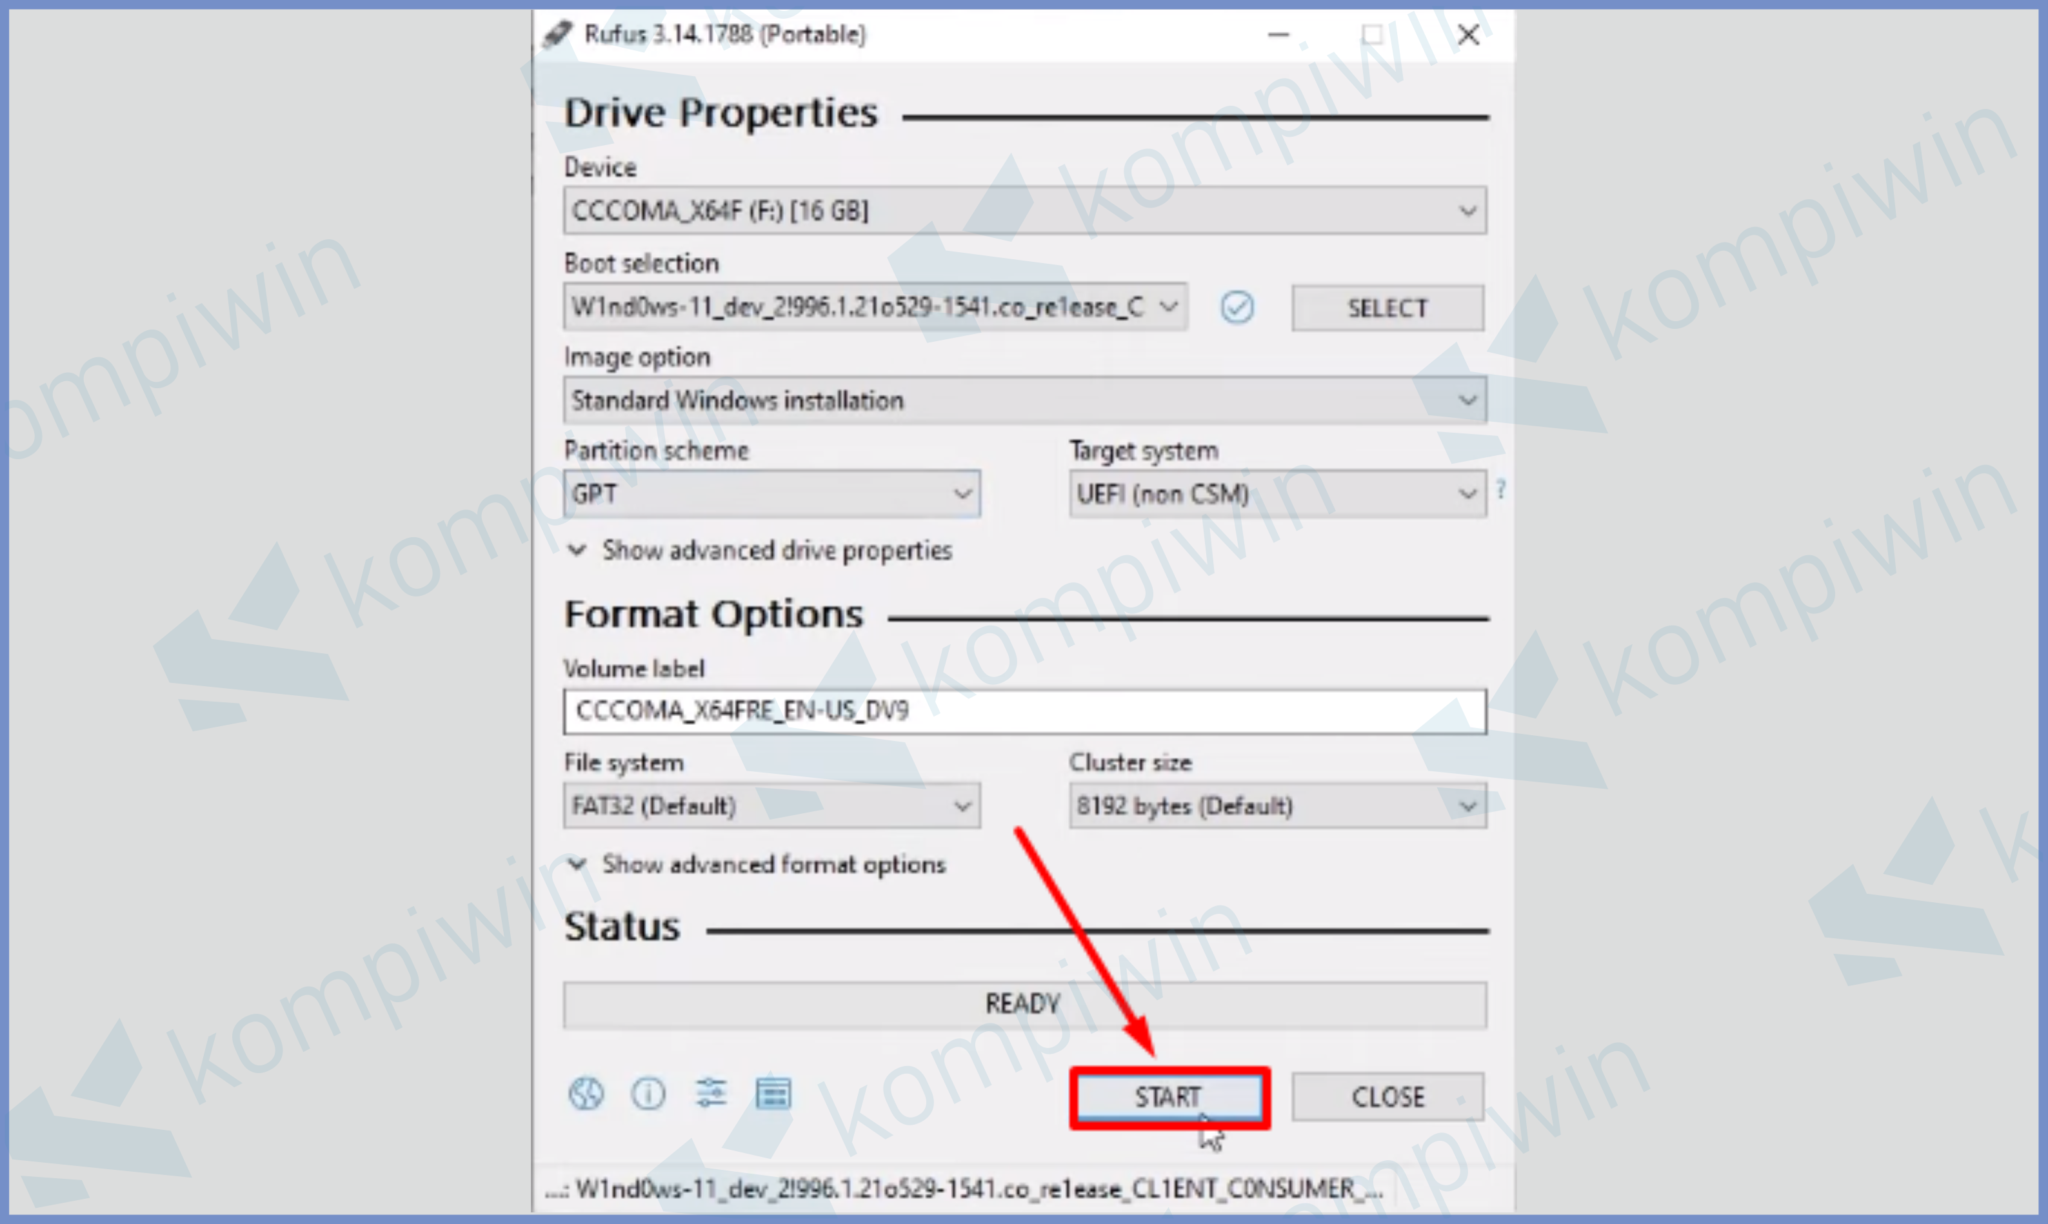 Rufus 3.14.1788 (Portable)
Drive Properties
Device
CCCOMA_X64F (F:) [16 GB]
Boot selection
W1nd0ws-11_dev_2!996.1.21o529-1541.co_re1ease_C
SELECT
Image option
Standard Windows installation
Partition scheme
Target system
GPT
UEFI (non CSM)
?
Show advanced drive properties
Format Options
Volume label
CCCOMA_X64FRE_EN-US_DV9
File system
Cluster size
FAT32 (Default)
8192 bytes (Default)
Show advanced format options
Status
READY
START
CLOSE
...: W1nd0ws-11_dev_2!996.1.21o529-1541.co_re1ease_CL1ENT_C0NSUMER_...
kompiwin
kompiwin
kompiwin
kompiwin
kompiwin
kompiwin
kompiwin
kompiwin